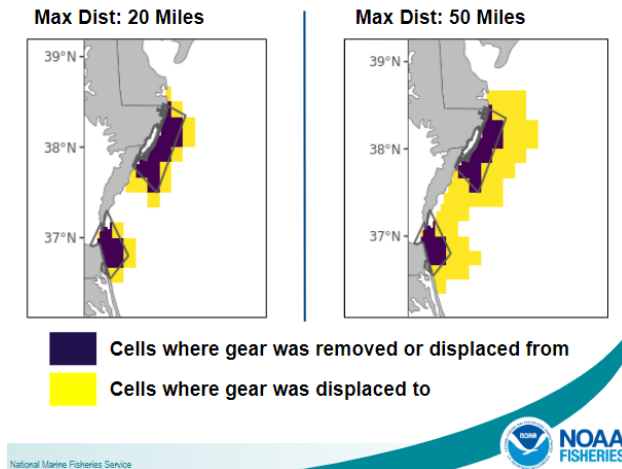 Max Dist: 20 Miles
Max Dist: 50 Miles
39°N
38°N
37°N
39°N
38°N
37°N
Cells where gear was removed or displaced from
Cells where gear was displaced to
National Marine Fisheries Service
NOAA
NOAA
FISHERIES